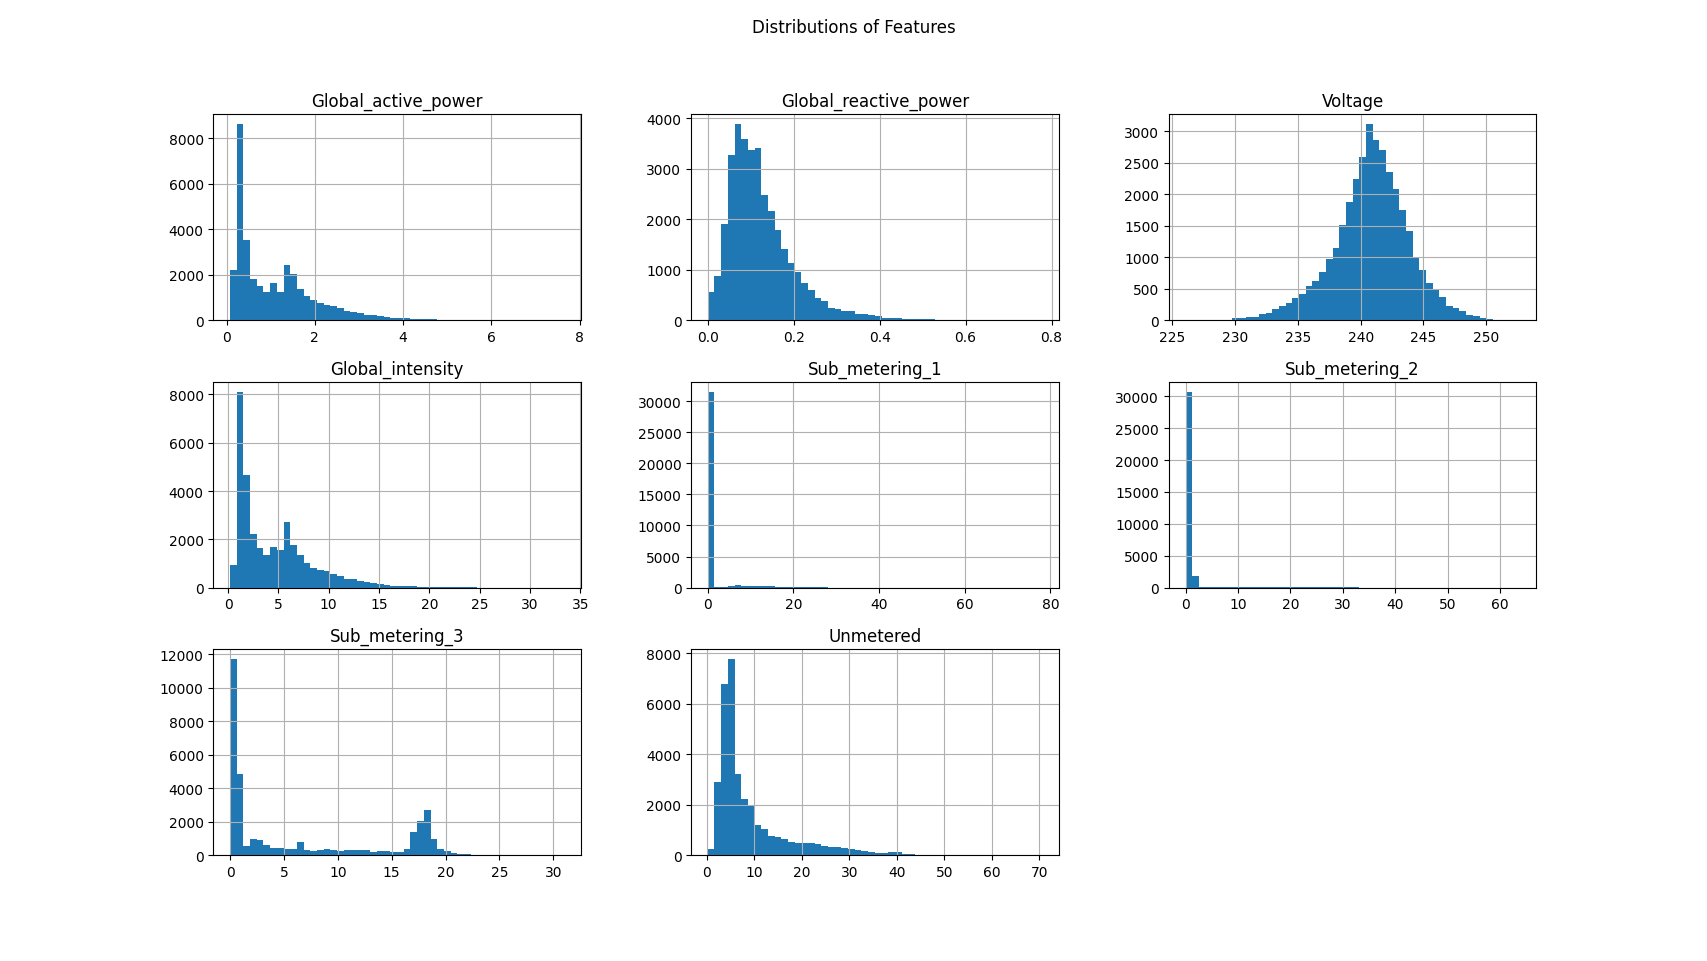 Distributions of Features
Global_active_power
8000
6000
4000
2000
0
0 2 4 6 8
Global_reactive_power
4000
3000
2000
1000
0
0.0 0.2 0.4 0.6 0.8
Voltage
3000
2500
2000
1500
1000
500
0
225 230 235 240 245 250
Global_intensity
8000
6000
4000
2000
0
0 5 10 15 20 25 30 35
Sub_metering_1
30000
25000
20000
15000
10000
5000
0
0 20 40 60 80
Sub_metering_2
30000
25000
20000
15000
10000
5000
0
0 10 20 30 40 50 60
Sub_metering_3
12000
10000
8000
6000
4000
2000
0
0 5 10 15 20 25 30
Unmetered
8000
6000
4000
2000
0
0 10 20 30 40 50 60 70